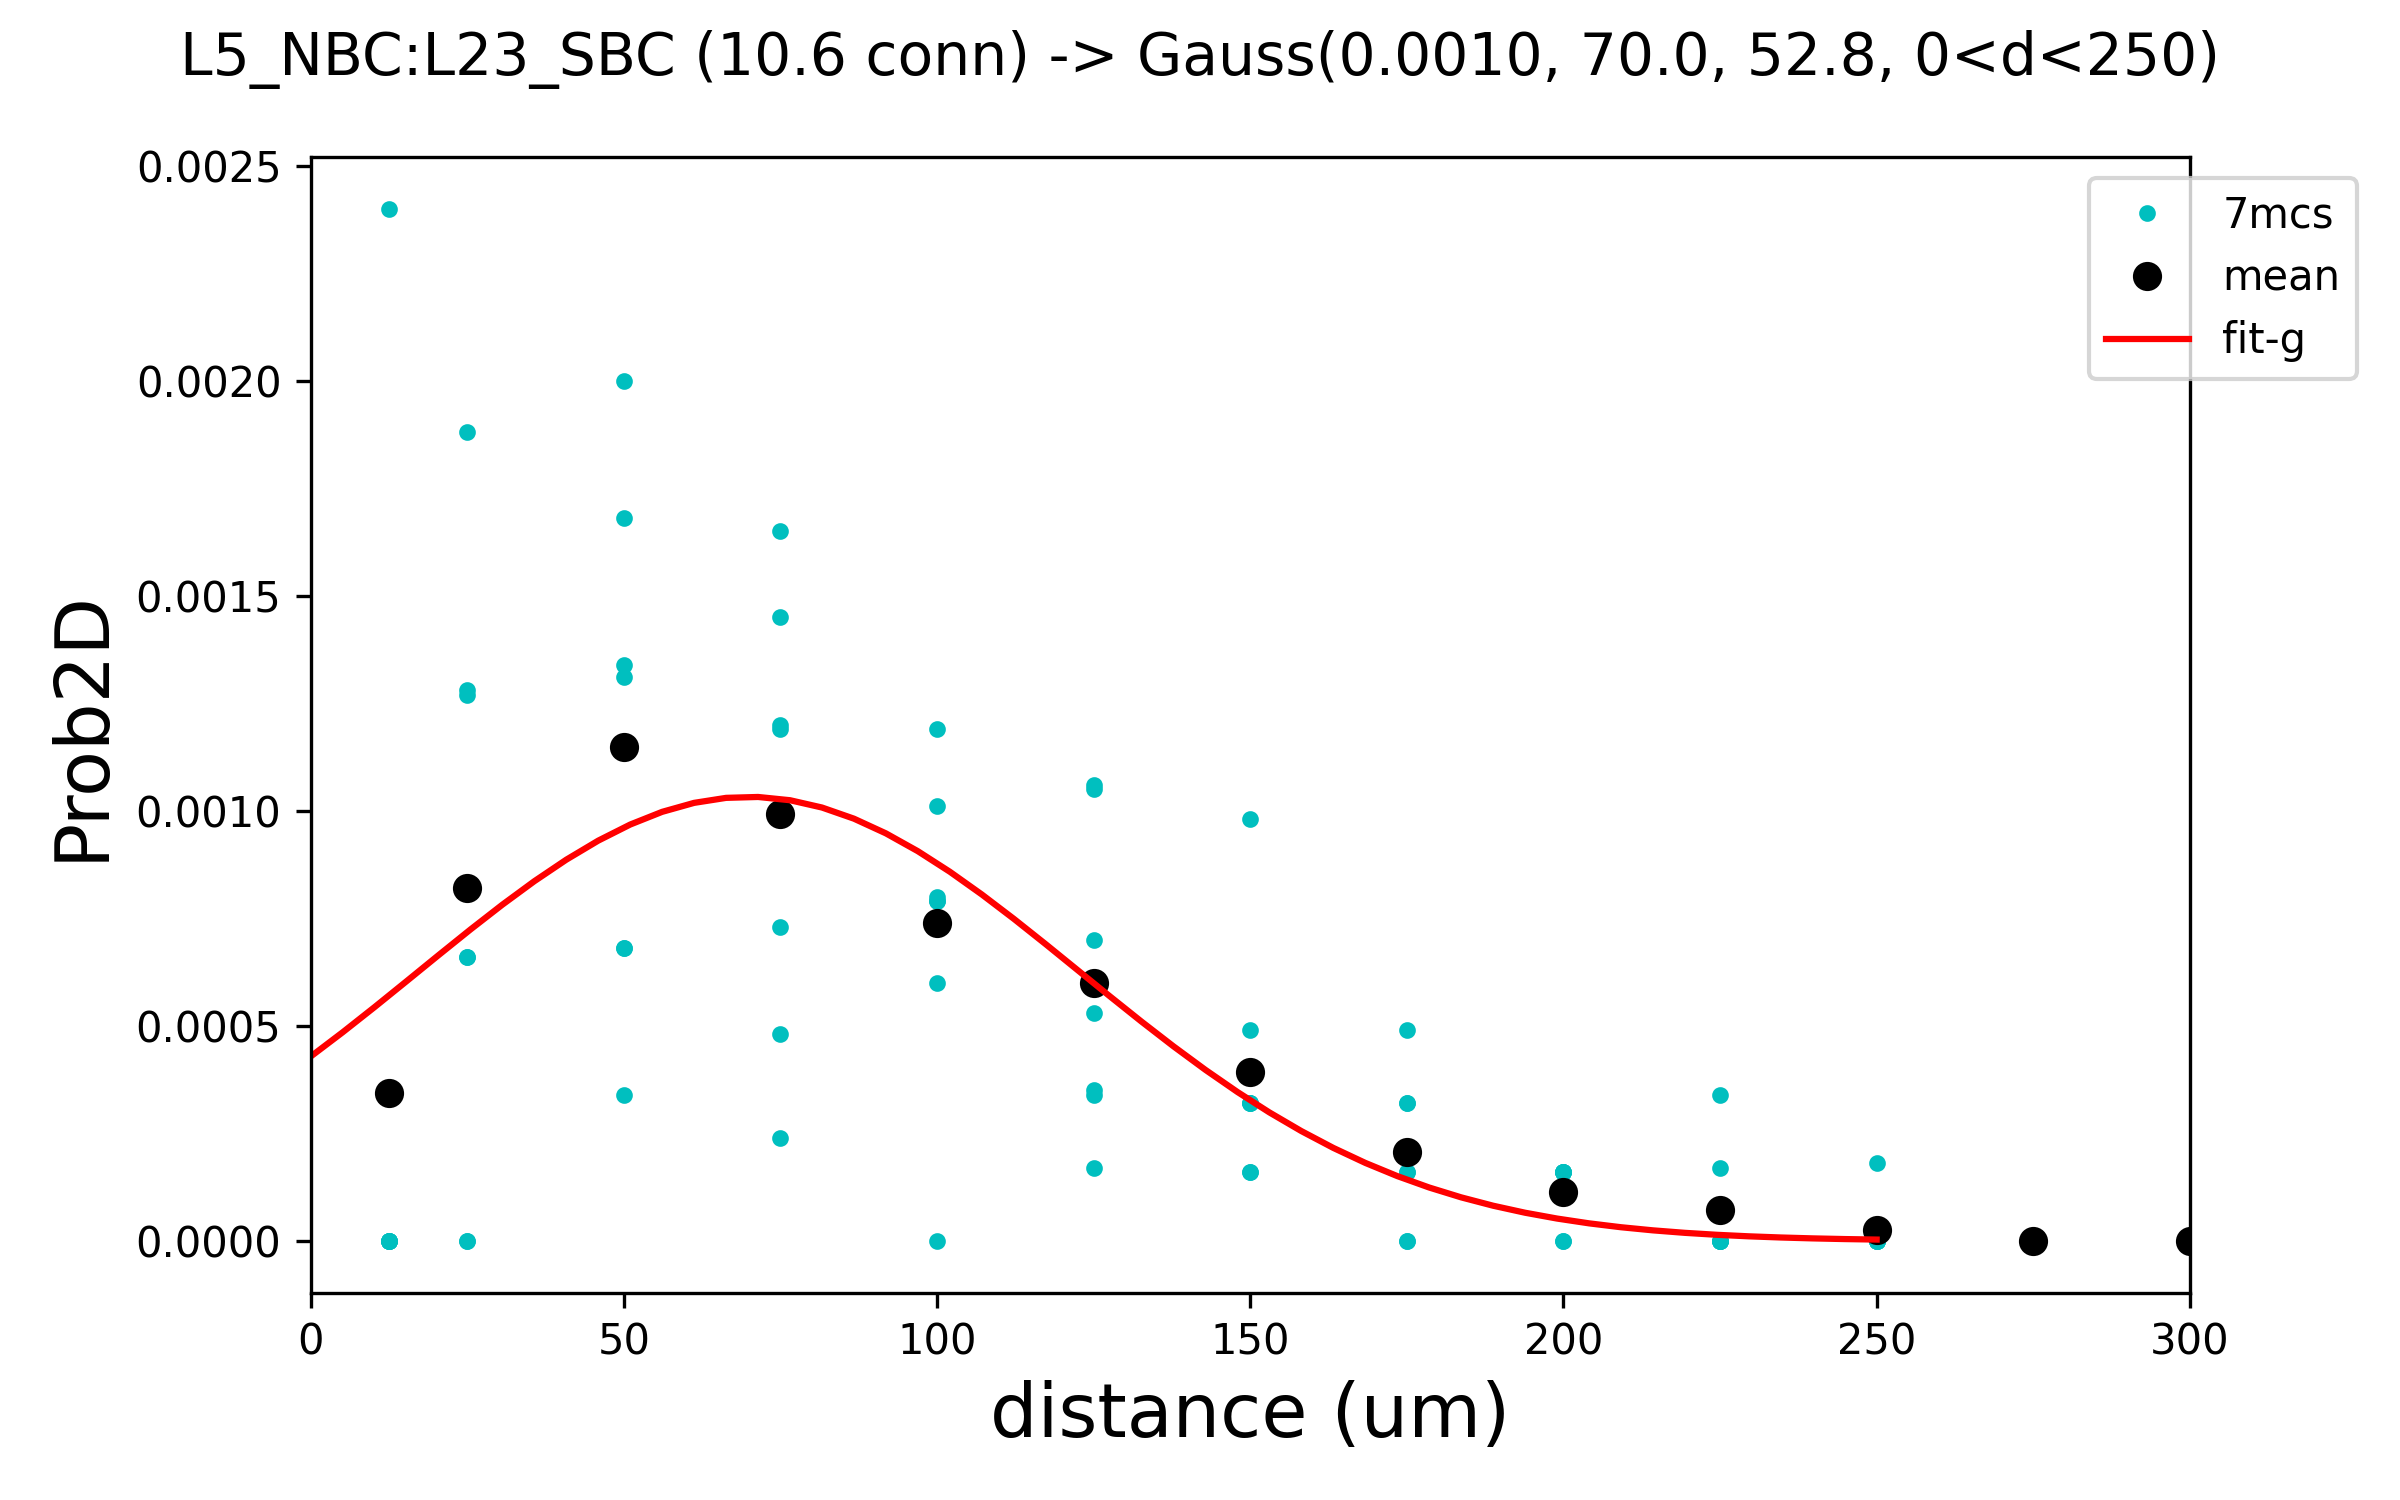 L5_NBC:L23_SBC (10.6 conn) -> Gauss(0.0010, 70.0, 52.8, 0<d<250)
0.0025
0.0020
0.0015
0.0010
0.0005
0.0000
Prob2D
7mcs
mean
fit-g
0 50 100 150 200 250 300
distance (um)